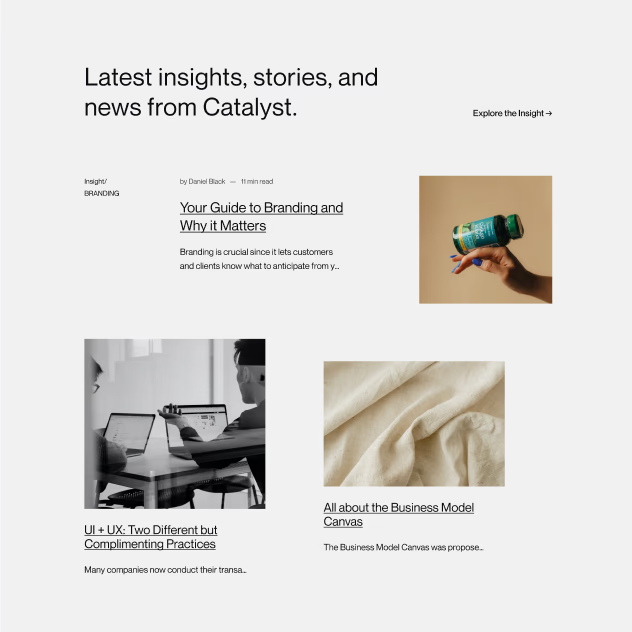 Latest insights, stories, and
news from Catalyst.
Explore the Insight →
Insight/
BRANDING
by Daniel Black — 11 min read
Your Guide to Branding and
Why it Matters
Branding is crucial since it lets customers
and clients know what to anticipate from y...
UI + UX: Two Different but
Complimenting Practices
Many companies now conduct their transa...
All about the Business Model
Canvas
The Business Model Canvas was propose...